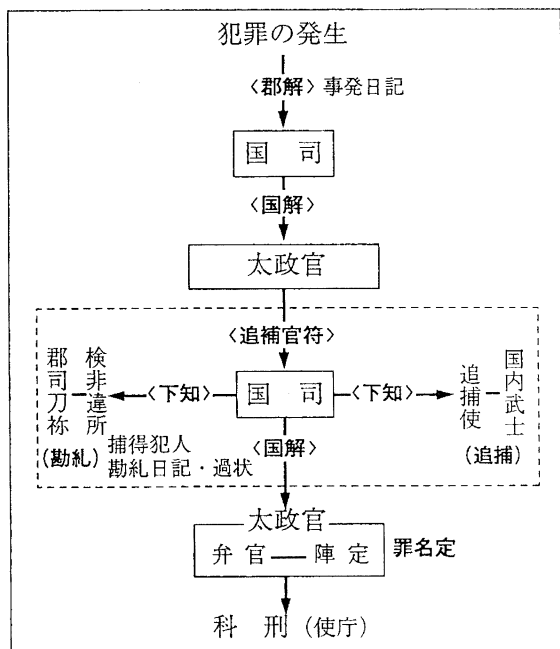 犯罪の発生
〈郡解〉事発日記
国司
〈国解〉
太政官
〈追補官符〉
郡司刀祢
検非違所
〈下知〉
国司
〈下知〉
追捕使
国内武士
(勘糺)
捕得犯人
勘糺日記・過状
〈国解〉
(追捕)
太政官
弁官
陣定
罪名定
科刑(使庁)